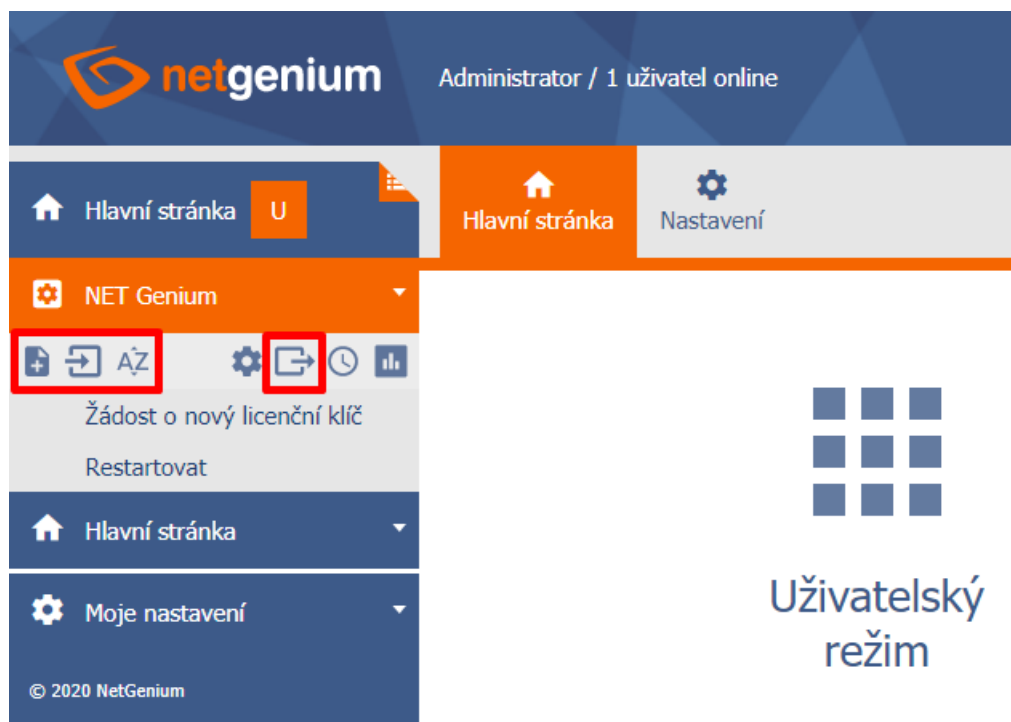 netgenium
Administrator / 1 uživatel online
Hlavní stránka U
Hlavní stránka
Nastavení
NET Genium
AZ
Žádost o nový licenční klíč
Restartovat
Hlavní stránka
Moje nastavení
© 2020 NetGenium
Uživatelský
režim